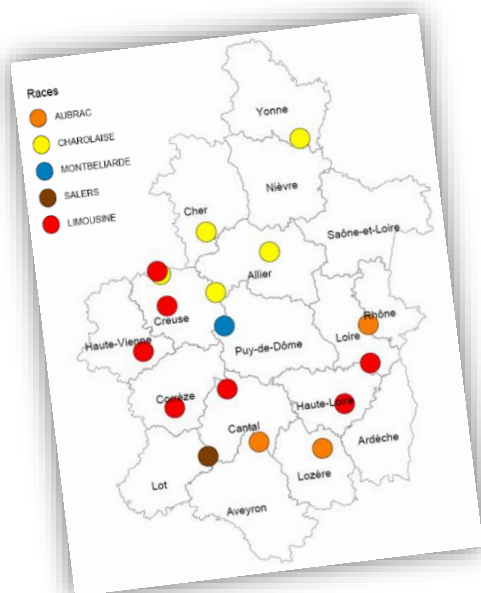 Races
AUBRAC
CHAROLAISE
MONTBELIARDE
SALERS
LIMOUSINE
Yonne
Nièvre
Cher
Saône-et-Loire
Allier
Creuse
Rhône
Loire
Haute-Vienne
Puy-de-Dôme
Corrèze
Haute-Loire
Cantal
Ardèche
Lozère
Lot
Aveyron